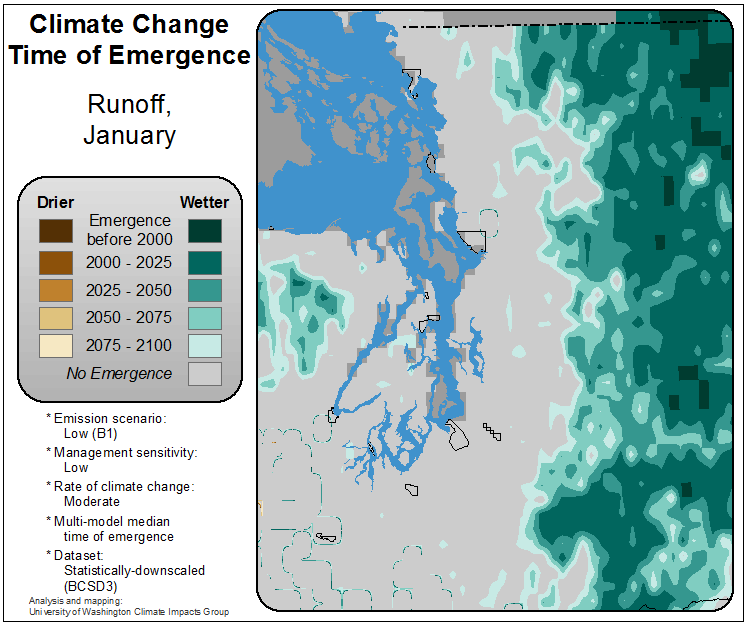 Climate Change
Time of Emergence
Runoff,
January
Drier Wetter
Emergence
before 2000
2000 - 2025
2025 - 2050
2050 - 2075
2075 - 2100
No Emergence
* Emission scenario:
Low (B1)
* Management sensitivity:
Low
* Rate of climate change:
Moderate
* Multi-model median
time of emergence
* Dataset:
Statistically-downscaled
(BCSD3)
Analysis and mapping:
University of Washington Climate Impacts Group